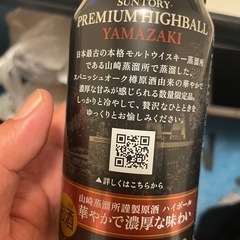 SUNTORY
PREMIUM HIGHBALL
YAMAZAKI
日本最古の本格モルトウイスキー蒸溜所
である山崎蒸溜所で蒸溜した、
スパニッシュオーク樽原酒由来の華やかで
濃厚な甘みが感じられる数量限定品。
しっかりと冷やして、贅沢なひとときを
ゆっくりとお愉しみください。
▲詳しくはこちらから
山崎蒸溜所謹製原酒 ハイボール
華やかで濃厚な味わい
酒